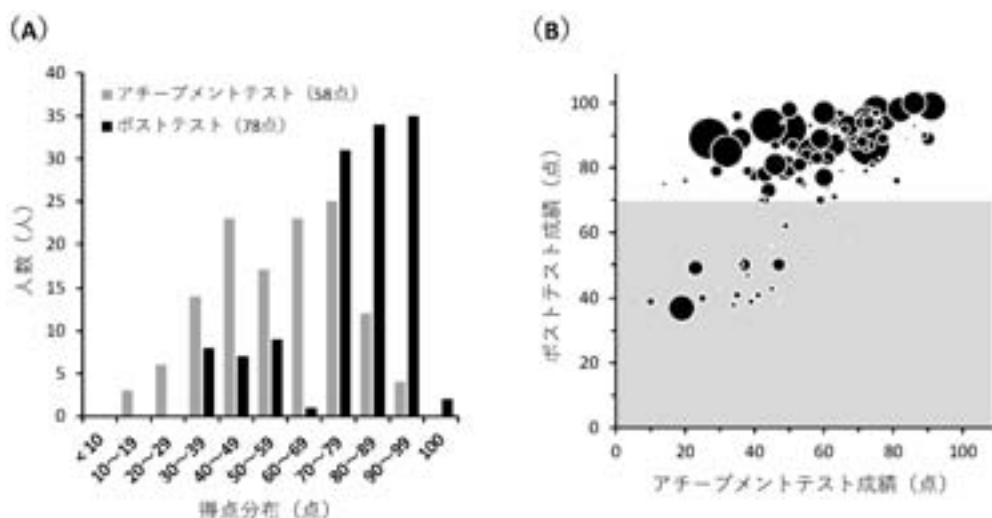 (A)
人数（人）
40
35
30
25
20
15
10
5
0
アチーブメントテスト（58点）
ポストテスト（78点）
<10
10～19
20～29
30～39
40～49
50～59
60～69
70～79
80～89
90～99
100
得点分布（点）
(B)
ポストテスト成績（点）
100
80
60
40
20
0
0 20 40 60 80 100
アチーブメントテスト成績（点）